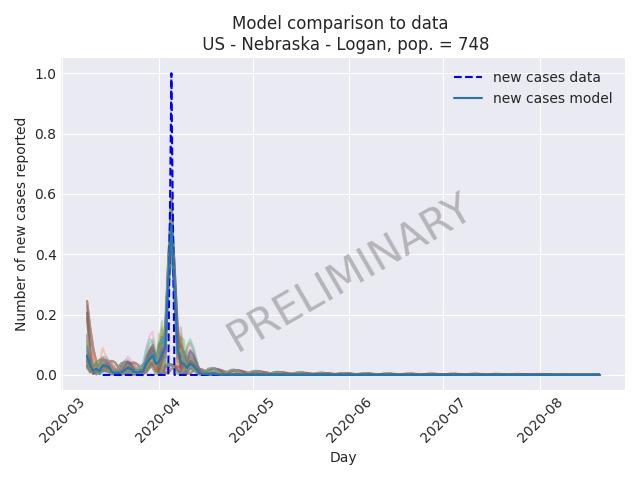 Model comparison to data
US - Nebraska - Logan, pop. = 748
new cases data
new cases model
PRELIMINARY
Number of new cases reported
1.0
0.8
0.6
0.4
0.2
0.0
2020-03
2020-04
2020-05
2020-06
2020-07
2020-08
Day